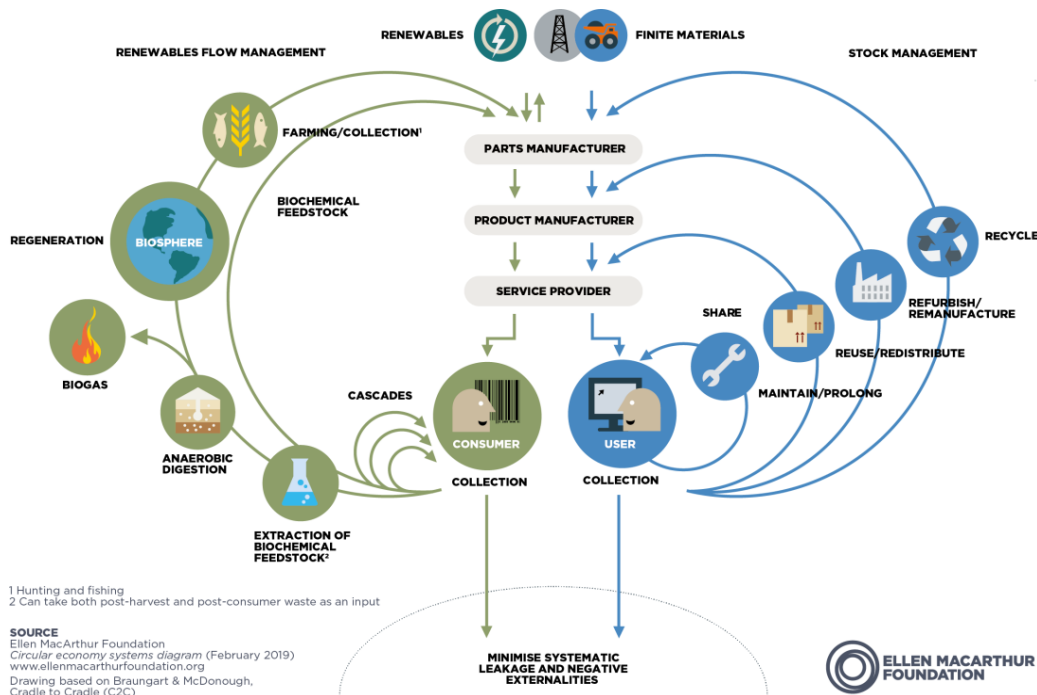 RENEWABLES
FINITE MATERIALS
RENEWABLES FLOW MANAGEMENT
STOCK MANAGEMENT
FARMING/COLLECTION¹
PARTS MANUFACTURER
BIOCHEMICAL
FEEDSTOCK
PRODUCT MANUFACTURER
REGENERATION
BIOSPHERE
RECYCLE
SERVICE PROVIDER
REFURBISH/
REMANUFACTURE
SHARE
REUSE/REDISTRIBUTE
BIOGAS
CASCADES
MAINTAIN/PROLONG
CONSUMER
USER
ANAEROBIC
DIGESTION
COLLECTION
COLLECTION
EXTRACTION OF
BIOCHEMICAL
FEEDSTOCK²
1 Hunting and fishing
2 Can take both post-harvest and post-consumer waste as an input
SOURCE
Ellen MacArthur Foundation
Circular economy systems diagram (February 2019)
www.ellenmacarthurfoundation.org
Drawing based on Braungart & McDonough,
Cradle to Cradle (C2C)
MINIMISE SYSTEMATIC
LEAKAGE AND NEGATIVE
EXTERNALITIES
ELLEN MACARTHUR
FOUNDATION